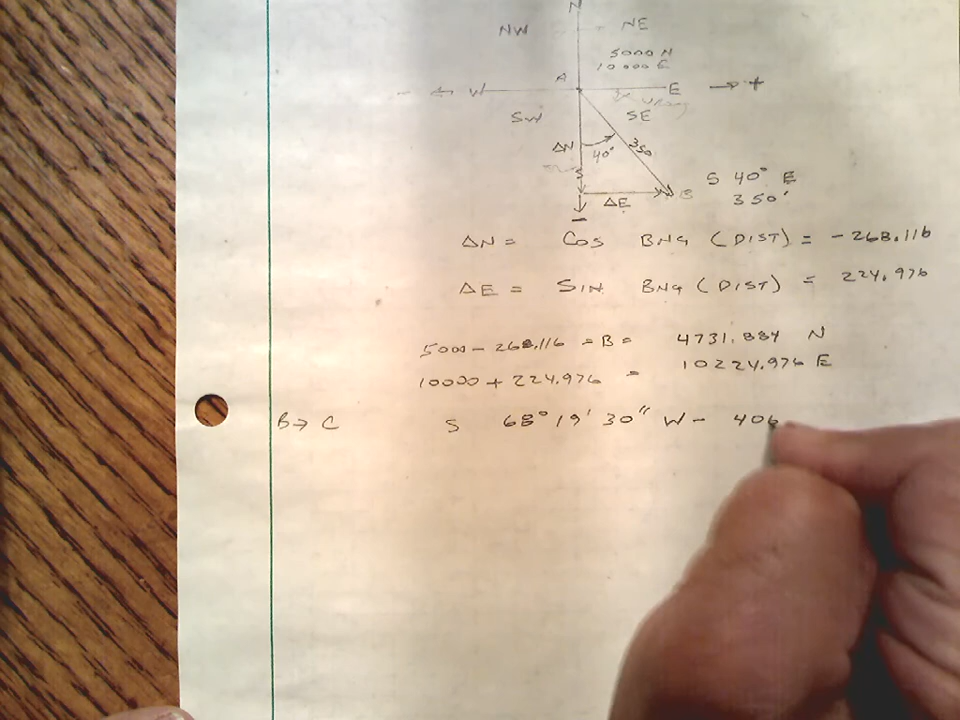 N
NW NE
5000 N
10000 E
A
- W E +
SW SE
ΔN 40° 350
B S 40° E
ΔE 350'
-
ΔN = COS BNG (DIST) = -268.116
ΔE = SIN BNG (DIST) = 224.976
5000 - 268.116 = B = 4731.884 N
10000 + 224.976 = 10224.976 E
B→C S 68° 19' 30" W - 406